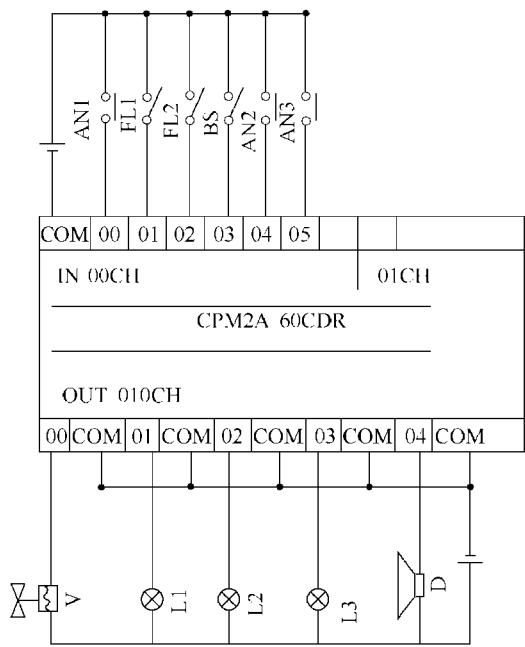 AN1 FL1 FL2 BS AN2 AN3
COM 00 01 02 03 04 05
IN 00CH 01CH
CPM2A 60CDR
OUT 010CH
00 COM 01 COM 02 COM 03 COM 04 COM
V L1 L2 L3 D